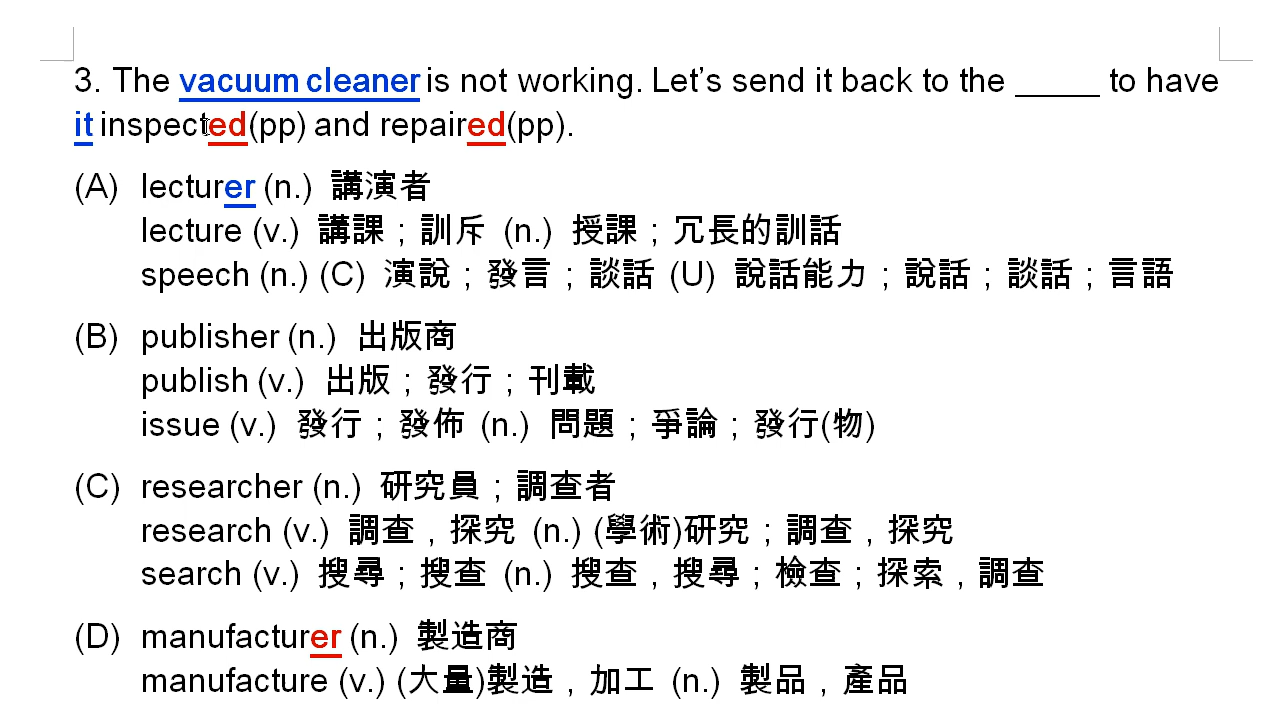 3. The vacuum cleaner is not working. Let’s send it back to the _____ to have
it inspected(pp) and repaired(pp).
(A) lecturer (n.) 講演者
lecture (v.) 講課；訓斥 (n.) 授課；冗長的訓話
speech (n.) (C) 演說；發言；談話 (U) 說話能力；說話；談話；言語
(B) publisher (n.) 出版商
publish (v.) 出版；發行；刊載
issue (v.) 發行；發佈 (n.) 問題；爭論；發行(物)
(C) researcher (n.) 研究員；調查者
research (v.) 調查，探究 (n.) (學術)研究；調查，探究
search (v.) 搜尋；搜查 (n.) 搜查，搜尋；檢查；探索，調查
(D) manufacturer (n.) 製造商
manufacture (v.) (大量)製造，加工 (n.) 製品，產品